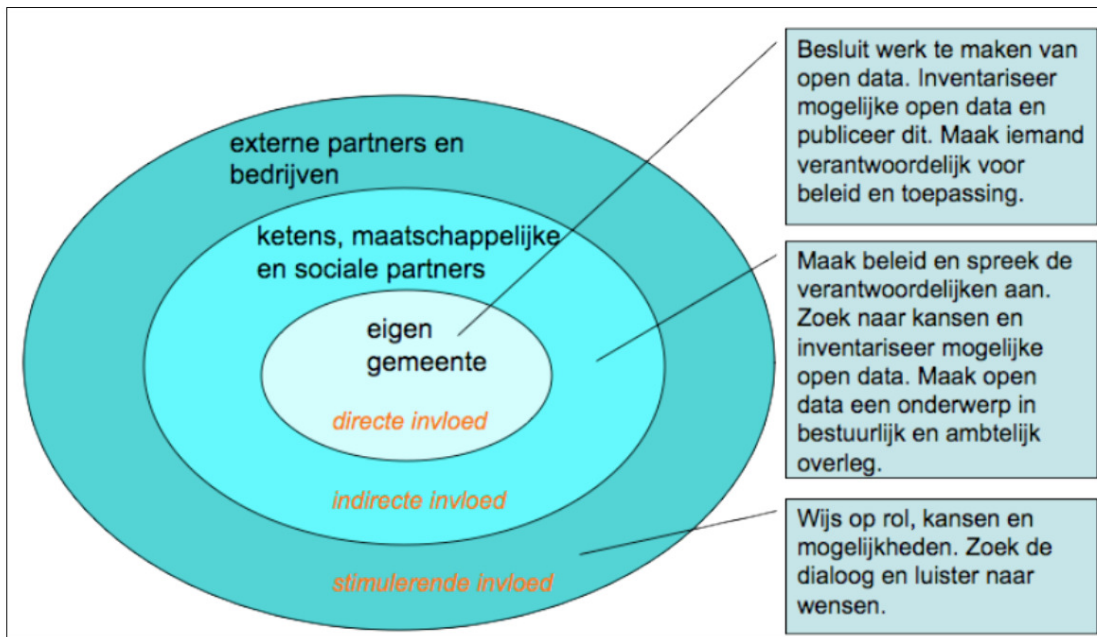 externe partners en
bedrijven
ketens, maatschappelijke
en sociale partners
eigen
gemeente
directe invloed
indirecte invloed
stimulerende invloed
Besluit werk te maken van
open data. Inventariseer
mogelijke open data en
publiceer dit. Maak iemand
verantwoordelijk voor
beleid en toepassing.
Maak beleid en spreek de
verantwoordelijken aan.
Zoek naar kansen en
inventariseer mogelijke
open data. Maak open
data een onderwerp in
bestuurlijk en ambtelijk
overleg.
Wijs op rol, kansen en
mogelijkheden. Zoek de
dialoog en luister naar
wensen.